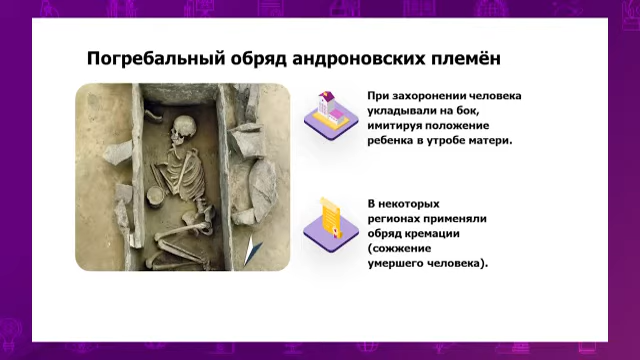 Погребальный обряд андроновских племён
При захоронении человека
укладывали на бок,
имитируя положение
ребенка в утробе матери.
В некоторых
регионах применяли
обряд кремации
(сожжение
умершего человека).